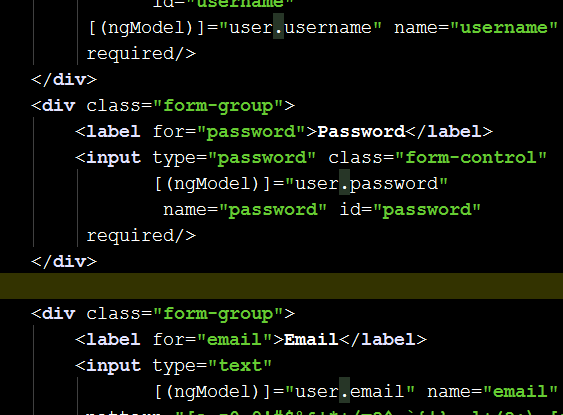 id="username"
[(ngModel)]="user.username" name="username"
required/>
</div>
<div class="form-group">
<label for="password">Password</label>
<input type="password" class="form-control"
[(ngModel)]="user.password"
name="password" id="password"
required/>
</div>
<div class="form-group">
<label for="email">Email</label>
<input type="text"
[(ngModel)]="user.email" name="email"